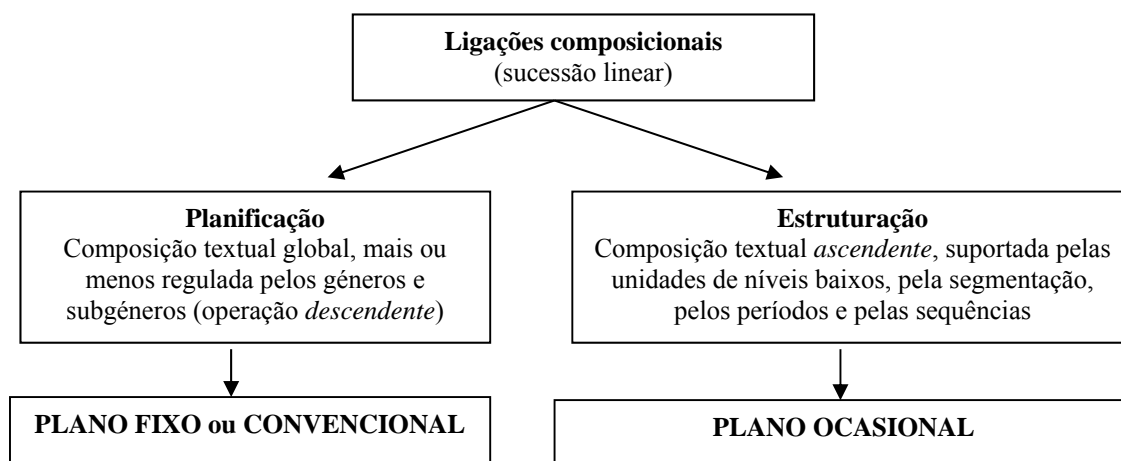 Ligações composicionais
(sucessão linear)
Planificação
Composição textual global, mais ou
menos regulada pelos géneros e
subgéneros (operação descendente)
Estruturação
Composição textual ascendente, suportada pelas
unidades de níveis baixos, pela segmentação,
pelos períodos e pelas sequências
PLANO FIXO ou CONVENCIONAL
PLANO OCASIONAL